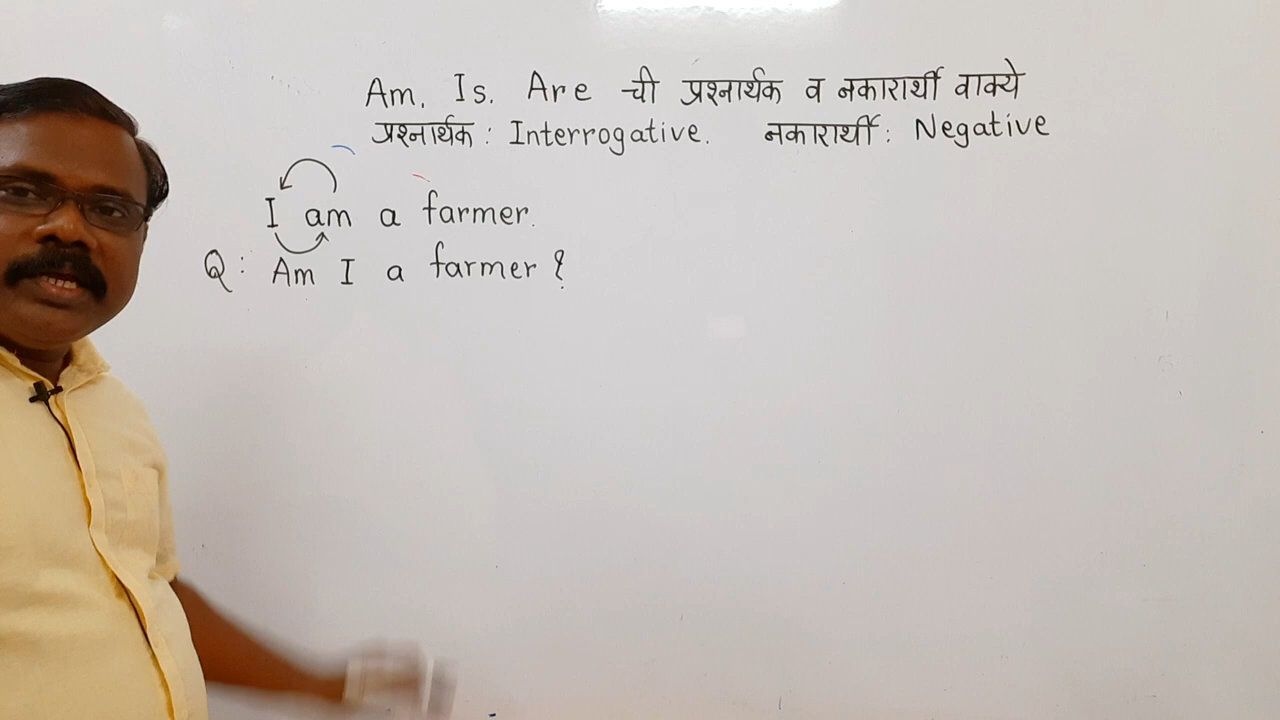 Am. Is. Are ची प्रश्नार्थक व नकारार्थी वाक्ये
प्रश्नार्थक : Interrogative. नकारार्थी : Negative
I am a farmer.
Q : Am I a farmer ?